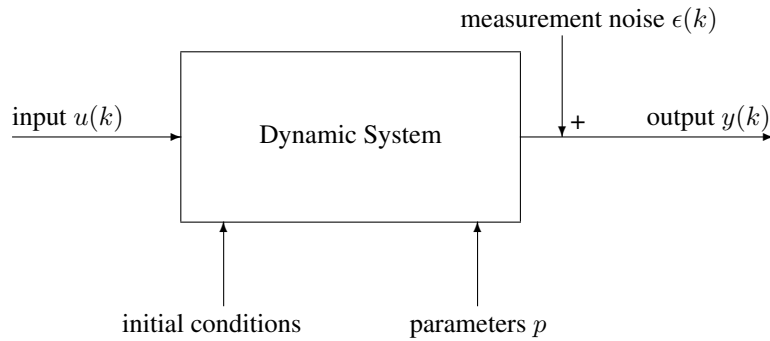 measurement noise ϵ(k)
input u(k)
Dynamic System
+
output y(k)
initial conditions
parameters p